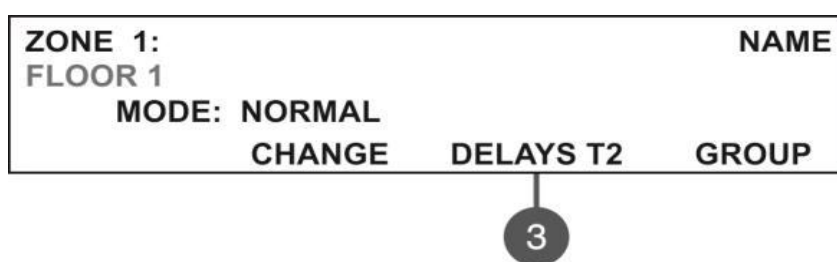 ZONE 1: NAME
FLOOR 1
MODE: NORMAL
CHANGE DELAYS T2 GROUP
3